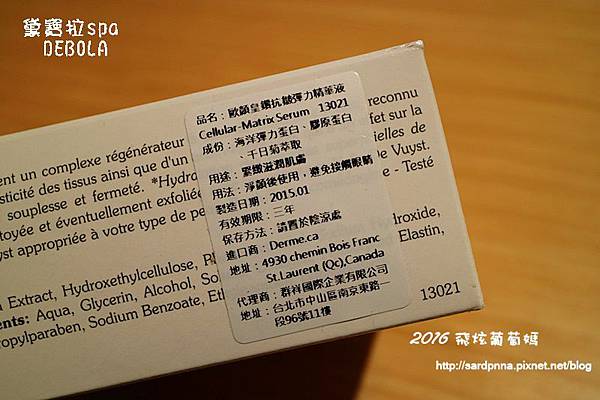 黛寶拉spa
DEBOLA
品名：歐顏皇鑽抗皺彈力精華液
Cellular-Matrix Serum 13021
成份：海洋彈力蛋白、膠原蛋白
、千日菊萃取
用途：緊緻滋潤肌膚
用法：淨顏後使用，避免接觸眼睛
製造日期：2015.01
有效期限：三年
保存方法：請置於陰涼處
進口商：Derme.ca
地址：4930 chemin Bois Franc
St.Laurent (Qc),Canada
代理商：群祥國際企業有限公司
地址：台北市中山區南京東路一
段96號11樓
ent un complexe régénérateur
reconnu
sticité des tissus ainsi que d'un
fet sur la
souplesse et fermeté. *Hydro
ielles de
oyée et éventuellement exfoliée
De Vuyst.
yst appropriée à votre type de pe
e - Testé
Extract, Hydroxethylcellulose,
droxide,
ents: Aqua, Glycerin, Alcohol, So
Elastin,
opylparaben, Sodium Benzoate, Eth
13021
2016 飛炫葡萄媽
http://sardpnna.pixnet.net/blog